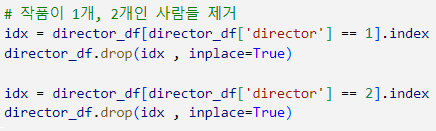 # 작품이 1개, 2개인 사람들 제거
idx = director_df[director_df['director'] == 1].index
director_df.drop(idx , inplace=True)
idx = director_df[director_df['director'] == 2].index
director_df.drop(idx , inplace=True)